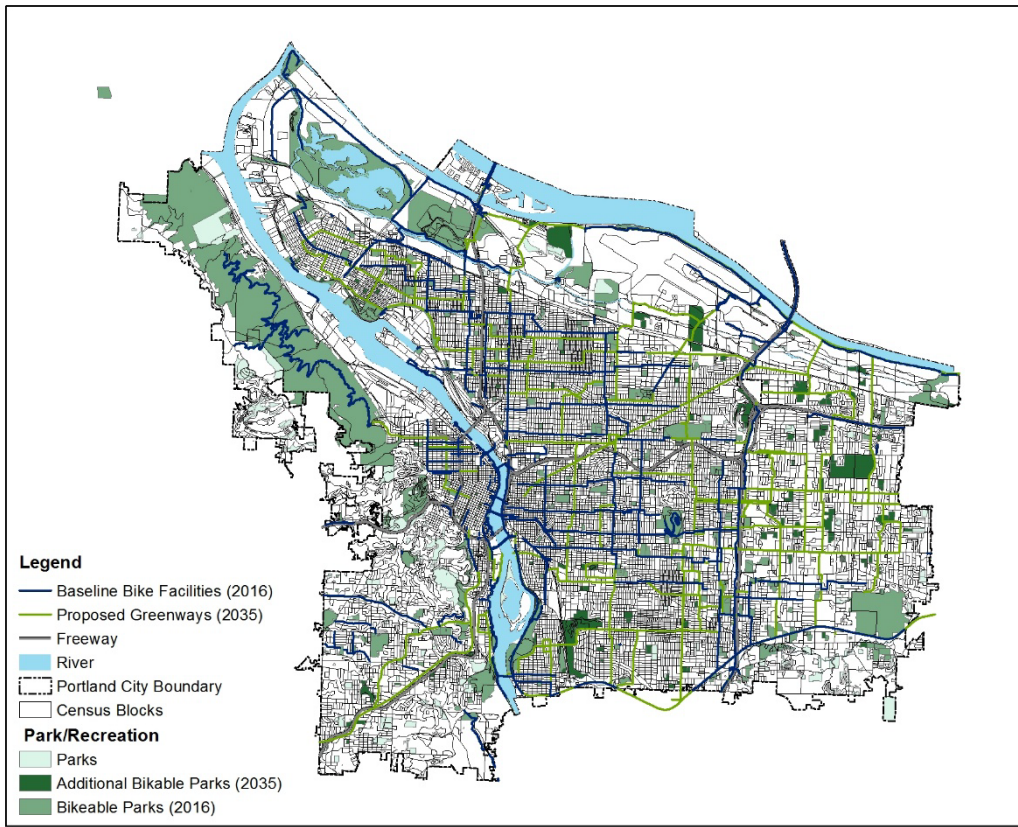 Legend
Baseline Bike Facilities (2016)
Proposed Greenways (2035)
Freeway
River
Portland City Boundary
Census Blocks
Park/Recreation
Parks
Additional Bikable Parks (2035)
Bikeable Parks (2016)